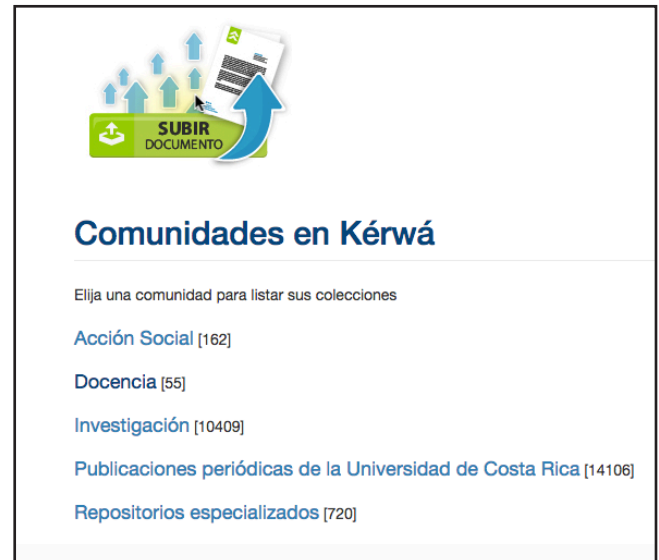 SUBIR
DOCUMENTO
Comunidades en Kérwá
Elija una comunidad para listar sus colecciones
Acción Social [162]
Docencia [55]
Investigación [10409]
Publicaciones periódicas de la Universidad de Costa Rica [14106]
Repositorios especializados [720]